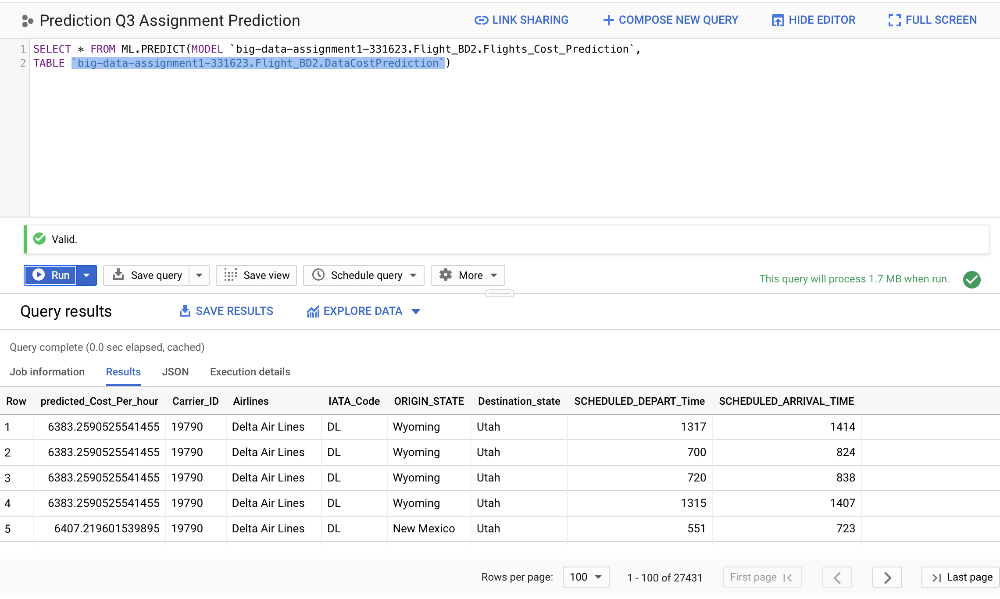 Prediction Q3 Assignment Prediction LINK SHARING COMPOSE NEW QUERY HIDE EDITOR FULL SCREEN
1 SELECT * FROM ML.PREDICT(MODEL `big-data-assignment1-331623.Flight_BD2.Flights_Cost_Prediction`,
2 TABLE `big-data-assignment1-331623.Flight_BD2.DataCostPrediction`)
Valid.
Run Save query Save view Schedule query More This query will process 1.7 MB when run.
Query results SAVE RESULTS EXPLORE DATA
Query complete (0.0 sec elapsed, cached)
Job information Results JSON Execution details
Row predicted_Cost_Per_hour Carrier_ID Airlines IATA_Code ORIGIN_STATE Destination_state SCHEDULED_DEPART_Time SCHEDULED_ARRIVAL_TIME
1 6383.2590525541455 19790 Delta Air Lines DL Wyoming Utah 1317 1414
2 6383.2590525541455 19790 Delta Air Lines DL Wyoming Utah 700 824
3 6383.2590525541455 19790 Delta Air Lines DL Wyoming Utah 720 838
4 6383.2590525541455 19790 Delta Air Lines DL Wyoming Utah 1315 1407
5 6407.219601539895 19790 Delta Air Lines DL New Mexico Utah 551 723
Rows per page: 100 1 - 100 of 27431 First page Last page